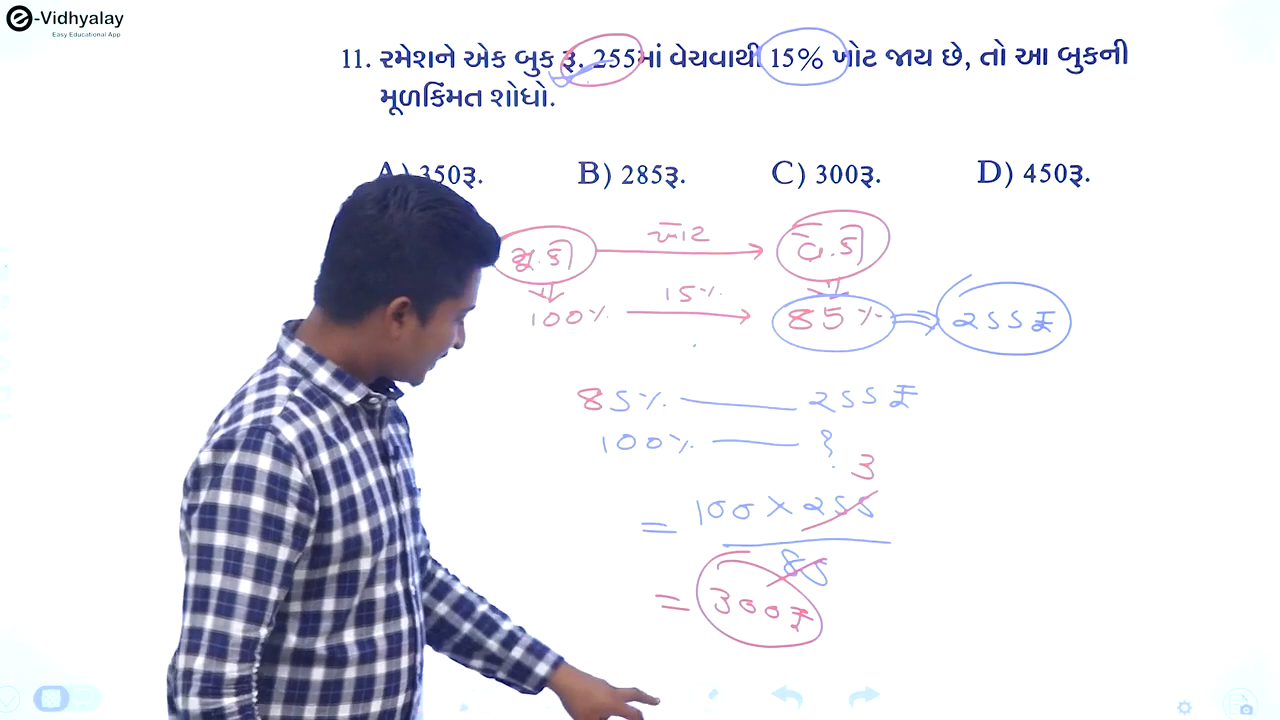 e-Vidhyalay
Easy Educational App
11. રમેશને એક બુક રૂ. 255માં વેચવાથી 15% ખોટ જાય છે, તો આ બુકની
મૂળકિંમત શોધો.
A) 350રૂ. B) 285રૂ. C) 300રૂ. D) 450રૂ.
મૂ.કિં ખોટ વે.કિં
100% 15% 85% ⇒ 255 ₹
85% — 255 ₹
100% — ?
3
= 100 × 255
85
= 300₹